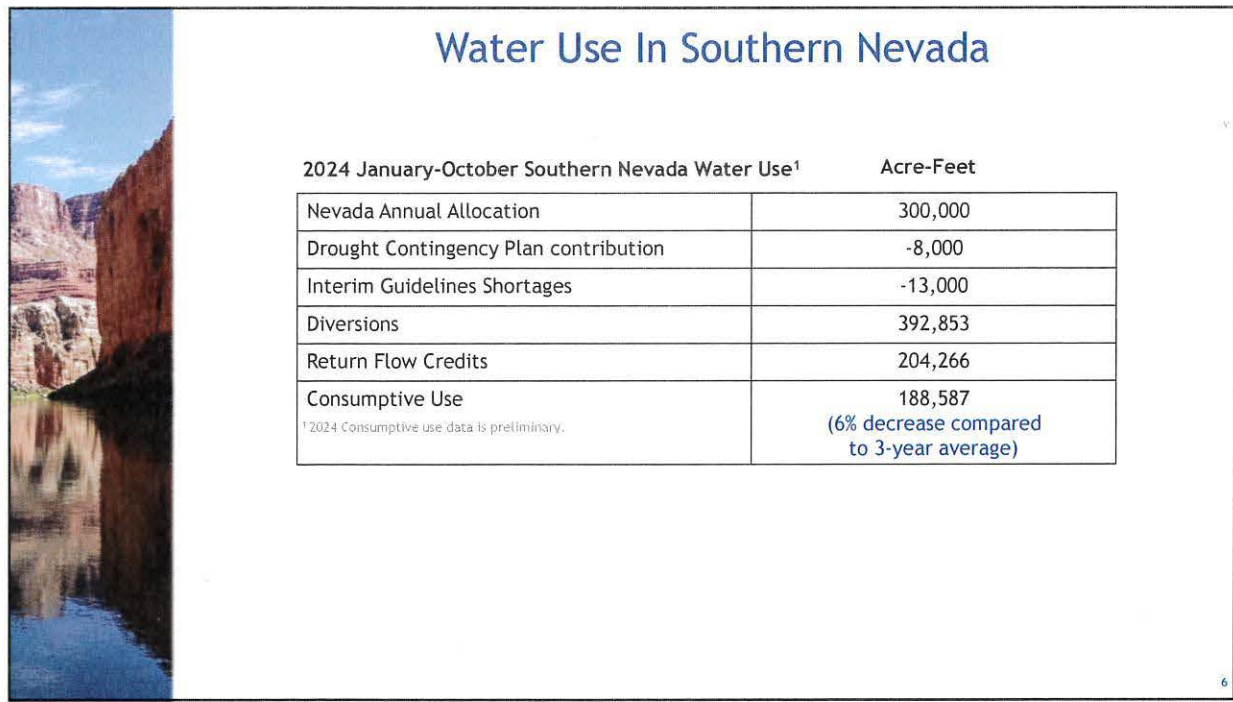 Water Use In Southern Nevada
2024 January-October Southern Nevada Water Use¹ Acre-Feet
Nevada Annual Allocation 300,000
Drought Contingency Plan contribution -8,000
Interim Guidelines Shortages -13,000
Diversions 392,853
Return Flow Credits 204,266
Consumptive Use 188,587
¹ 2024 Consumptive use data is preliminary. (6% decrease compared
to 3-year average)
6